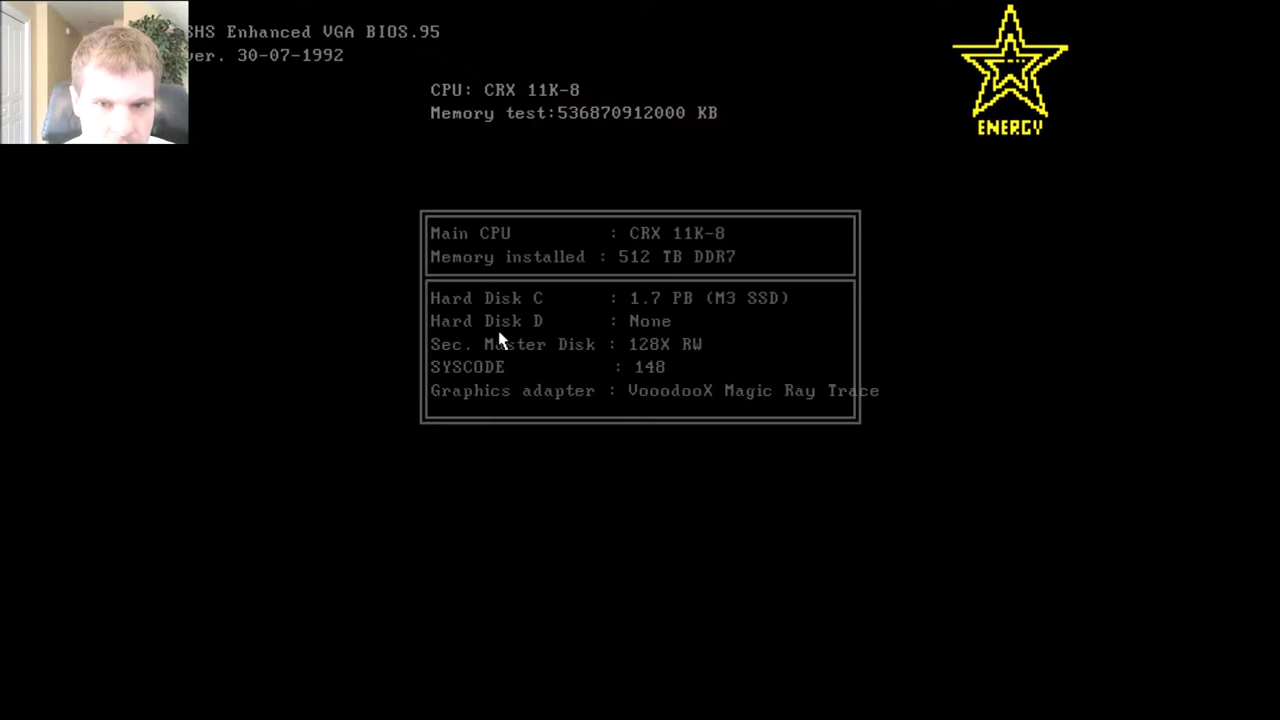 SHS Enhanced VGA BIOS.95
ver. 30-07-1992
ENERGY
CPU: CRX 11K-8
Memory test:536870912000 KB
Main CPU : CRX 11K-8
Memory installed : 512 TB DDR7
Hard Disk C : 1.7 PB (M3 SSD)
Hard Disk D : None
Sec. Master Disk : 128X RW
SYSCODE : 148
Graphics adapter : VooodooX Magic Ray Trace